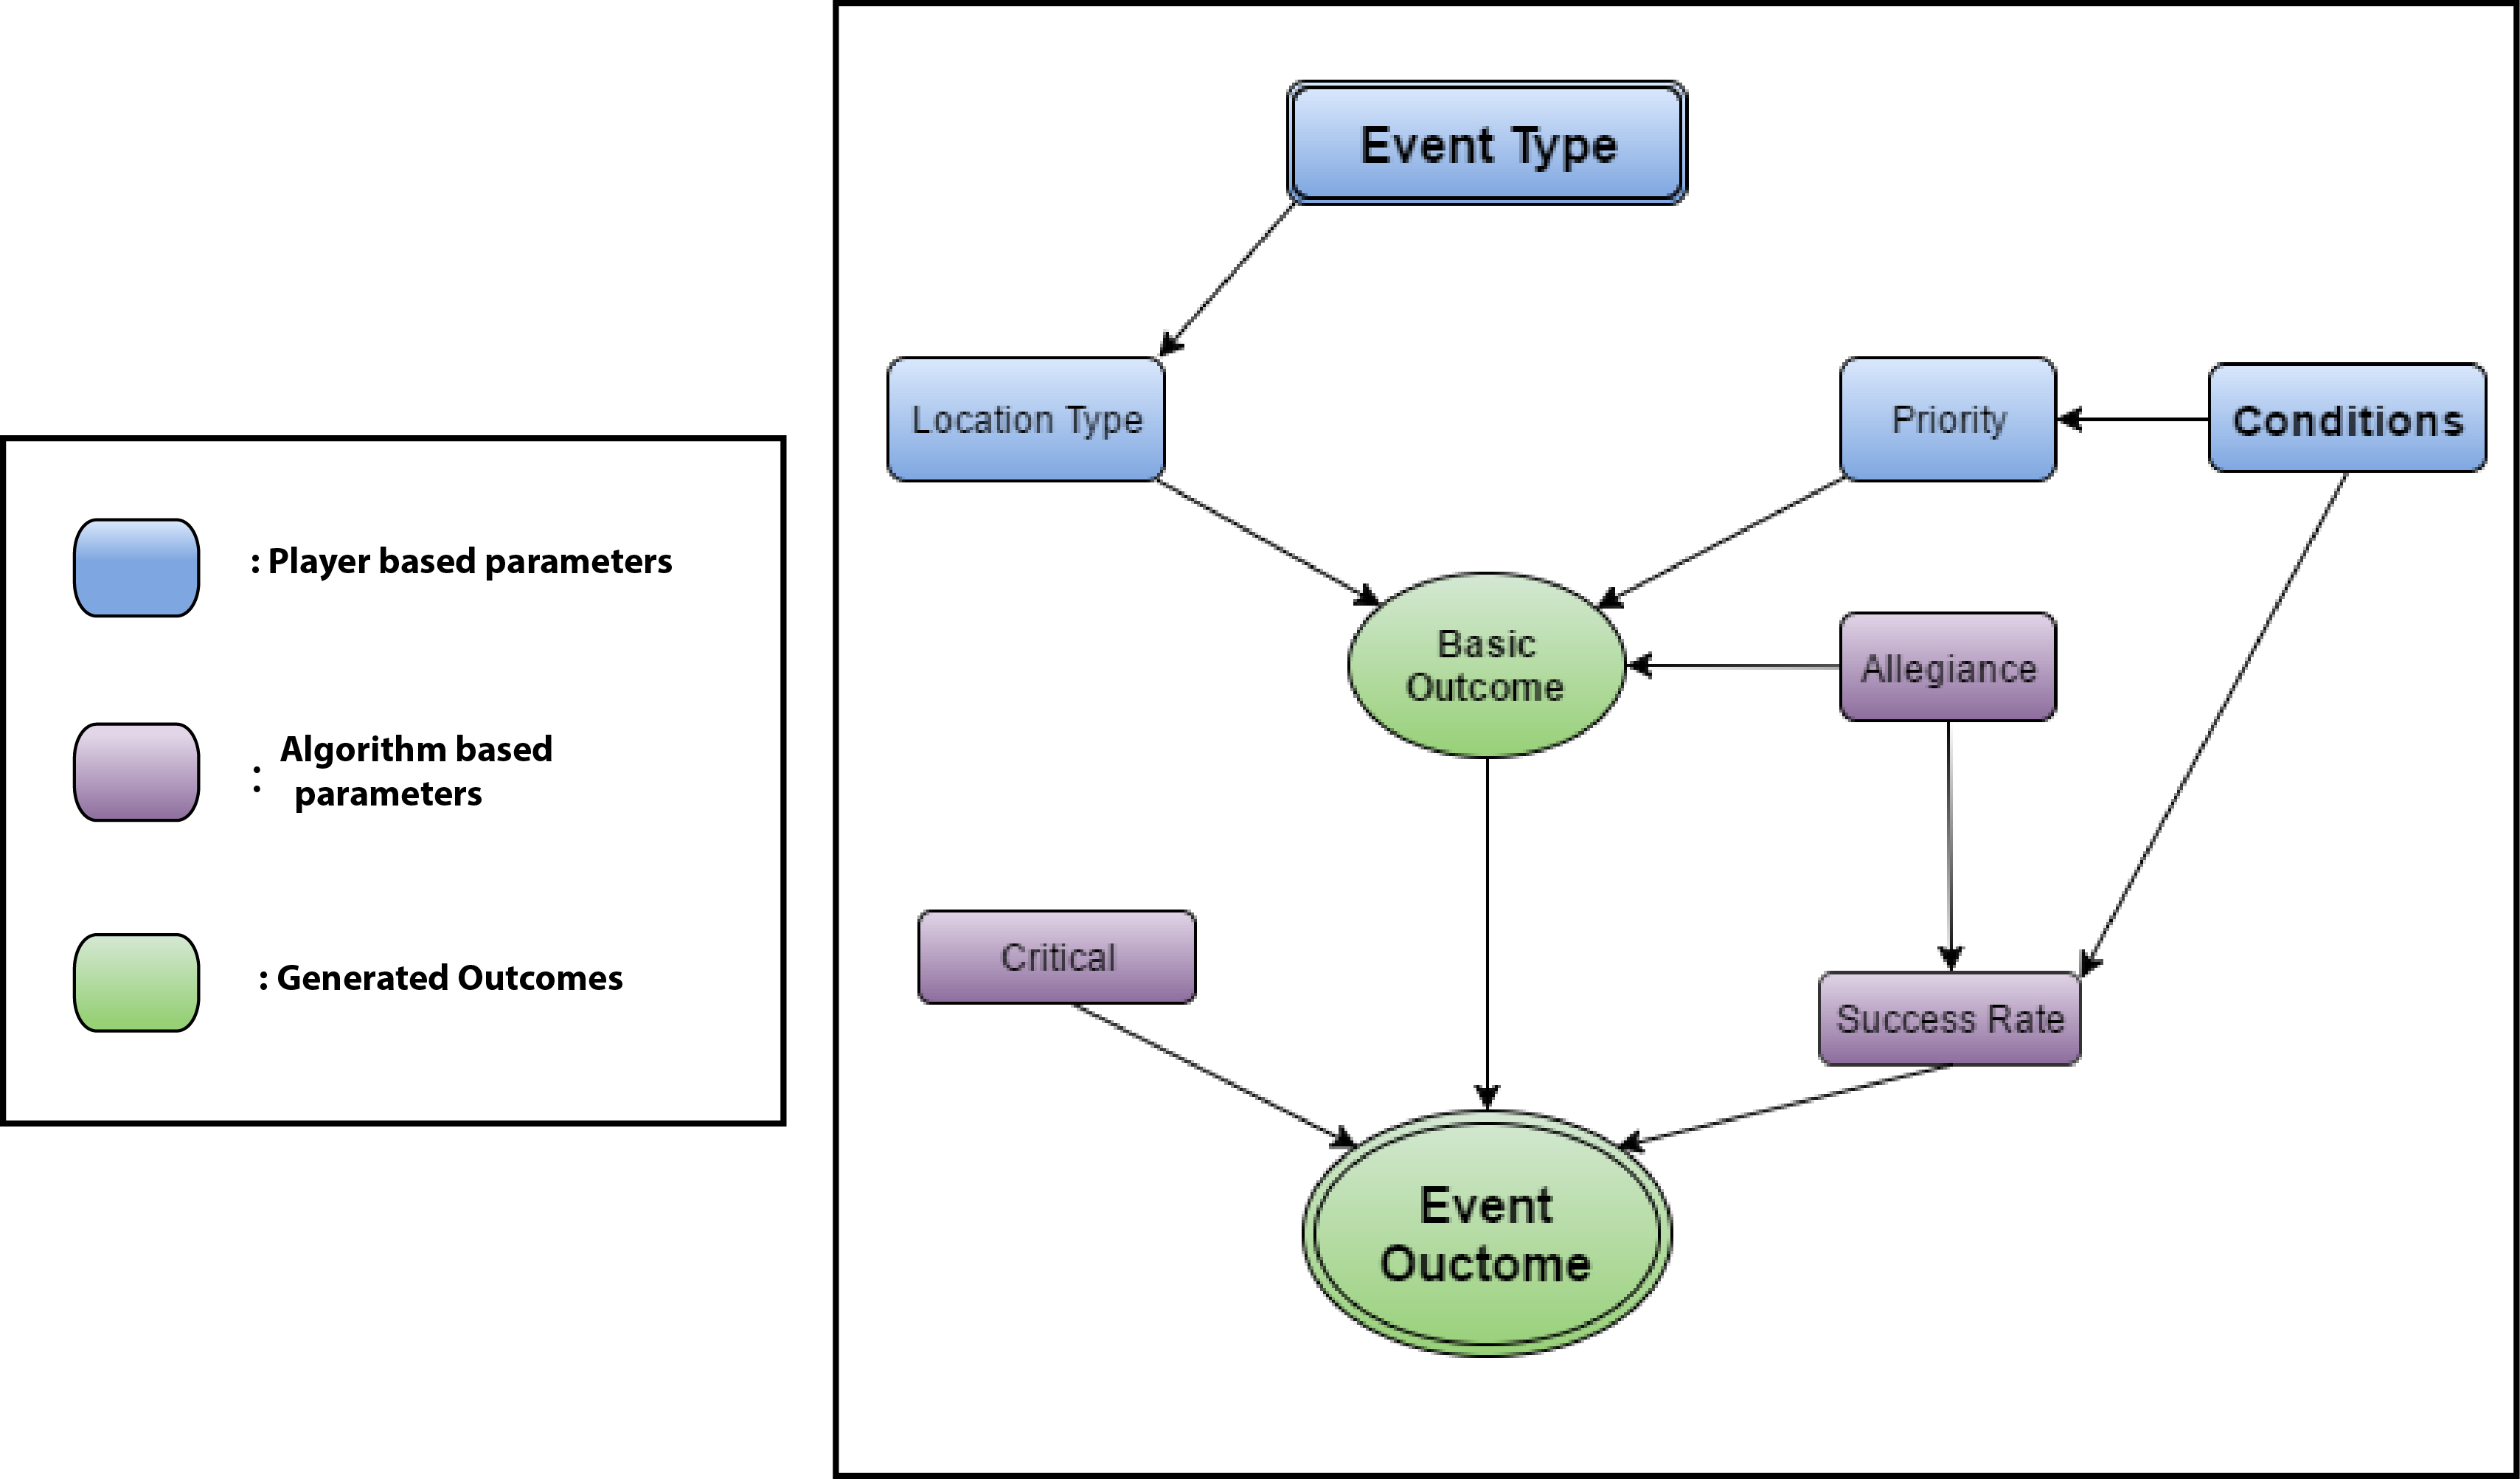 : Player based parameters
Algorithm based
:
parameters
: Generated Outcomes
Event Type
Location Type
Priority
Conditions
Basic
Outcome
Allegiance
Critical
Success Rate
Event
Ouctome